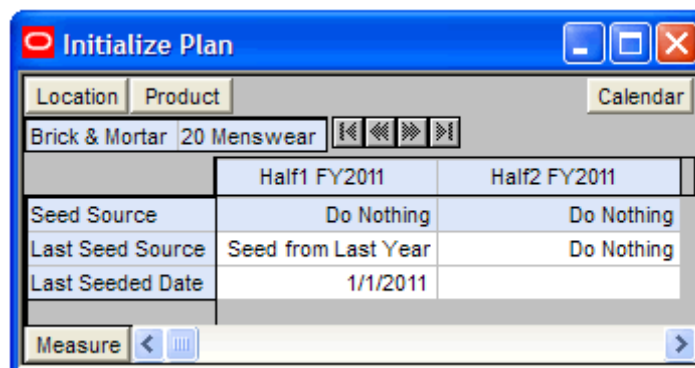 Initialize Plan
Location Product Calendar
Brick & Mortar 20 Menswear
Half1 FY2011 Half2 FY2011
Seed Source Do Nothing Do Nothing
Last Seed Source Seed from Last Year Do Nothing
Last Seeded Date 1/1/2011
Measure